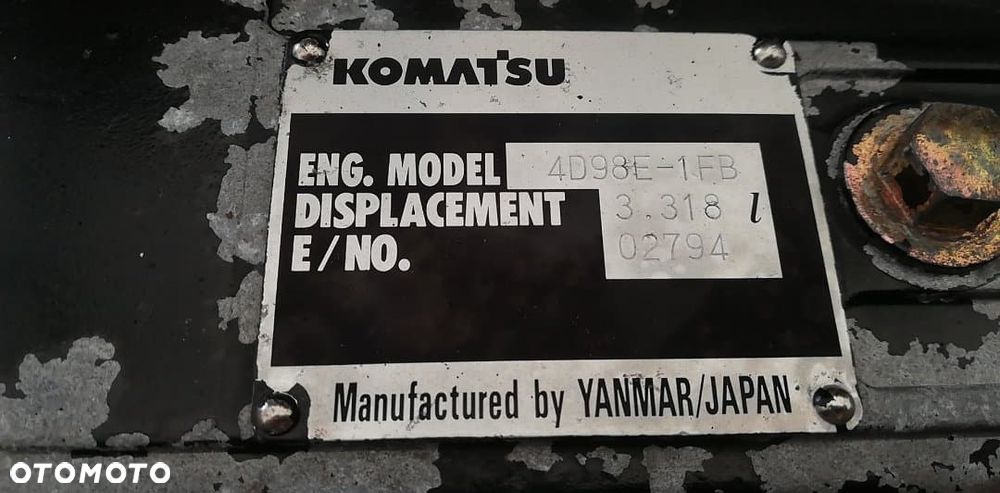 KOMATSU
ENG. MODEL 4D98E-1FB
DISPLACEMENT 3.318 l
E/NO. 02794
Manufactured by YANMAR/JAPAN
OTOMOTO